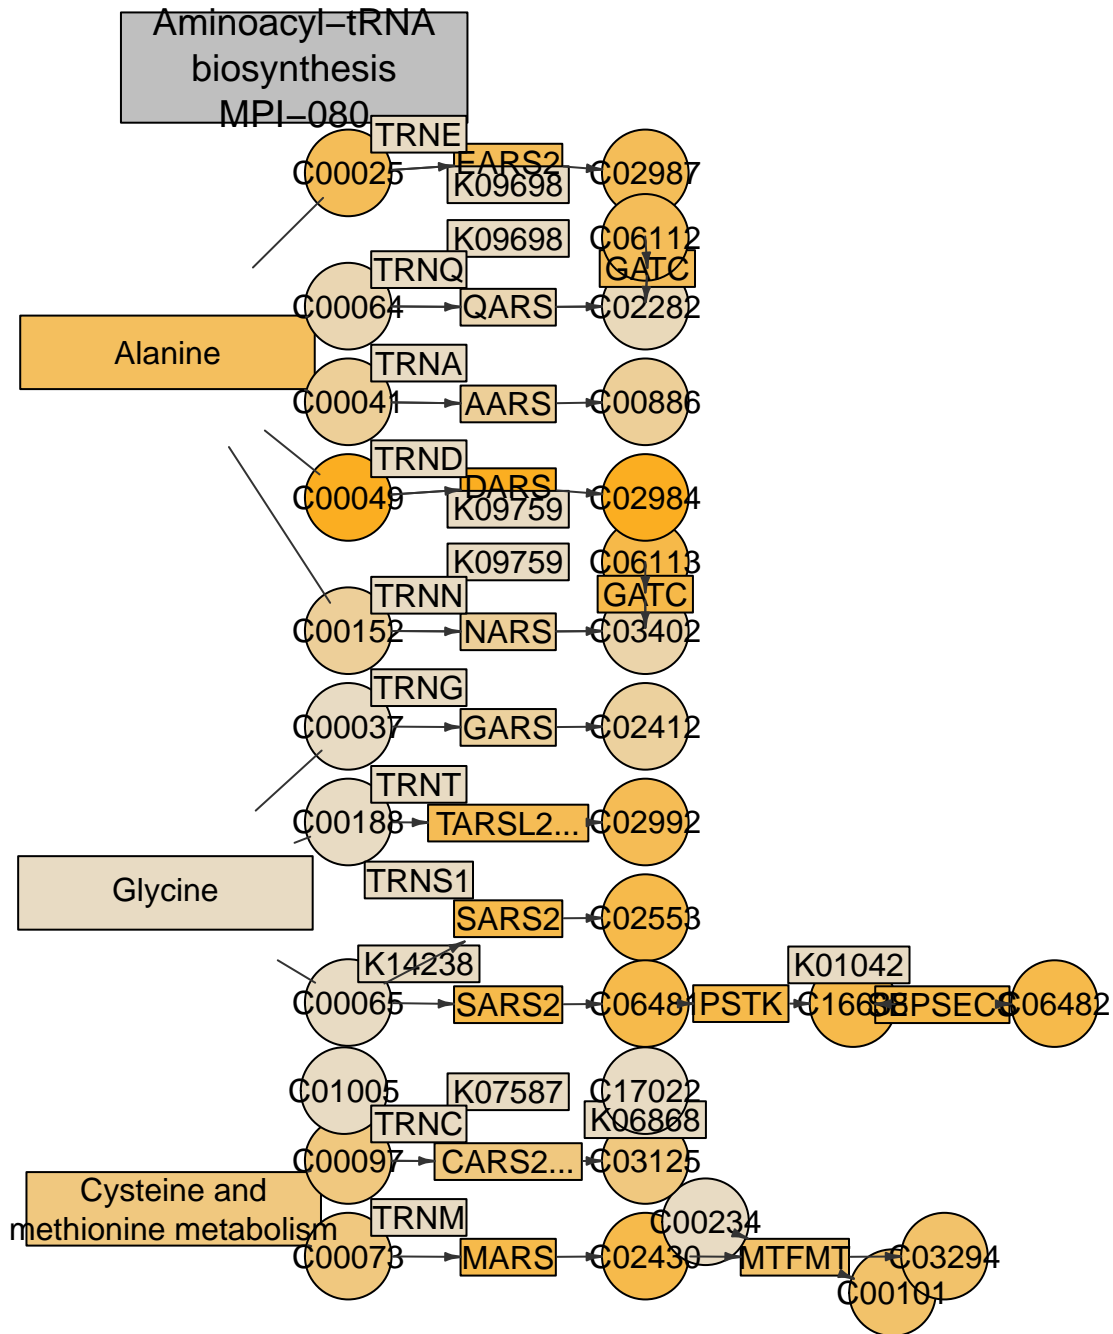 Aminoacyl−tRNA
biosynthesis
MPI−080
TRNE
C00025
EARS2
C02987
K09698
K09698
C06112
TRNQ
GATC
C00064
QARS
C02282
Alanine
TRNA
C00041
AARS
C00886
TRND
C00049
DARS
C02984
K09759
K09759
C06113
TRNN
GATC
C00152
NARS
C03402
TRNG
C00037
GARS
C02412
TRNT
C00188
TARSL2...
C02992
TRNS1
Glycine
SARS2
C02553
K14238
K01042
C00065
SARS2
C06481
PSTK
SEPSECS
C06482
C01005
K07587
C17022
TRNC
K06868
C00097
CARS2...
C03125
Cysteine and
methionine metabolism
TRNM
C00234
C00073
MARS
C02430
MTFMT
C03294
C00101